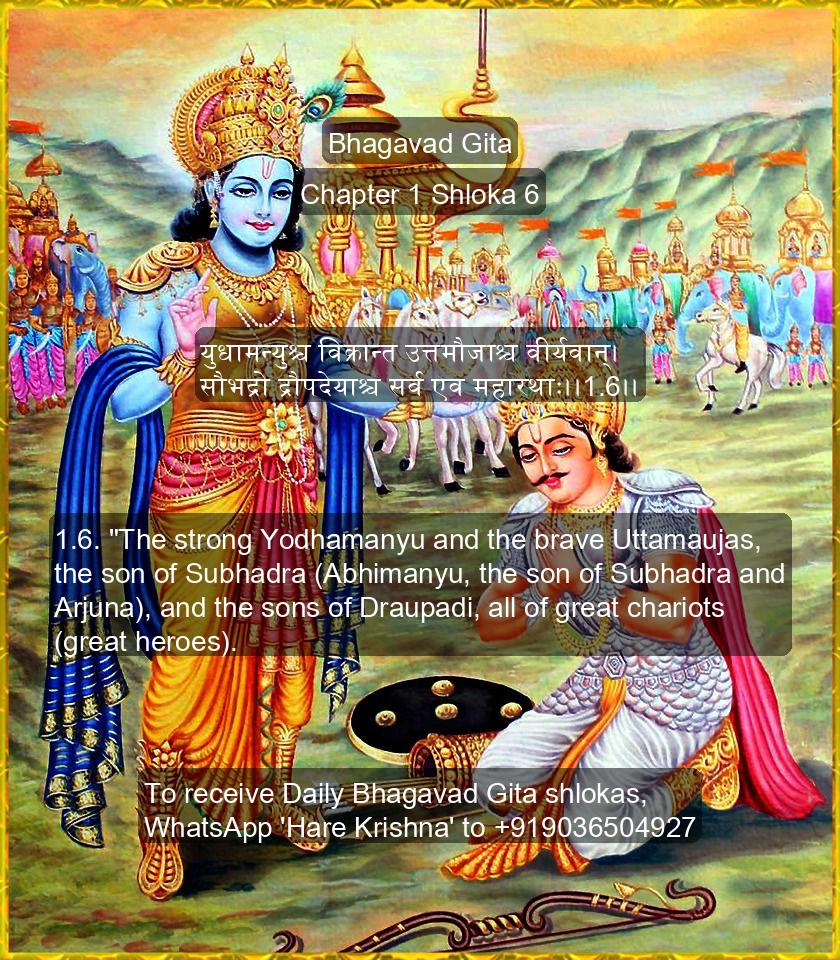 Bhagavad Gita
Chapter 1 Shloka 6
युधामन्युश्च विक्रान्त उत्तमौजाश्च वीर्यवान्।
सौभद्रो द्रौपदेयाश्च सर्व एव महारथाः।।1.6।।
1.6. "The strong Yodhamanyu and the brave Uttamaujas,
the son of Subhadra (Abhimanyu, the son of Subhadra and
Arjuna), and the sons of Draupadi, all of great chariots
(great heroes).
To receive Daily Bhagavad Gita shlokas,
WhatsApp 'Hare Krishna' to +919036504927